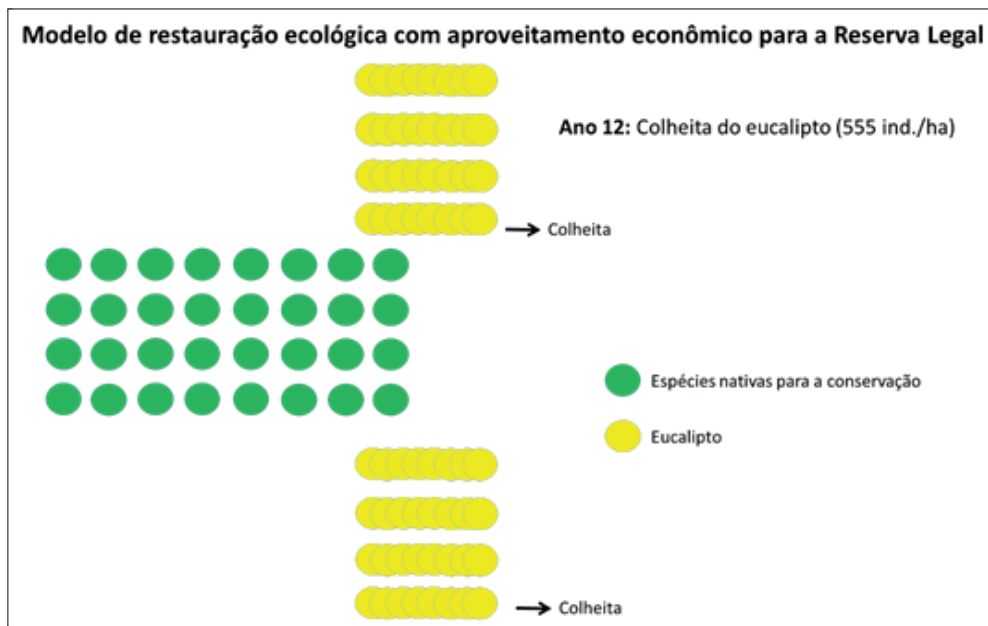 Modelo de restauração ecológica com aproveitamento econômico para a Reserva Legal
Ano 12: Colheita do eucalipto (555 ind./ha)
Colheita
Espécies nativas para a conservação
Eucalipto
Colheita